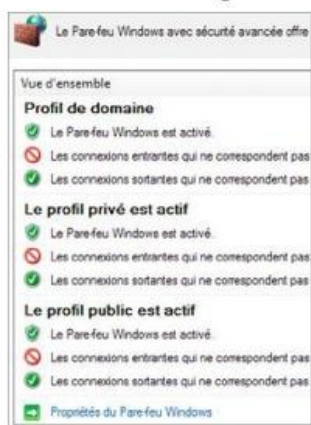 Le Pare-feu Windows avec sécurité avancée offre
Vue d'ensemble
Profil de domaine
Le Pare-feu Windows est activé.
Les connexions entrantes qui ne correspondent pas
Les connexions sortantes qui ne correspondent pas
Le profil privé est actif
Le Pare-feu Windows est activé.
Les connexions entrantes qui ne correspondent pas
Les connexions sortantes qui ne correspondent pas
Le profil public est actif
Le Pare-feu Windows est activé.
Les connexions entrantes qui ne correspondent pas
Les connexions sortantes qui ne correspondent pas
Propriétés du Pare-feu Windows